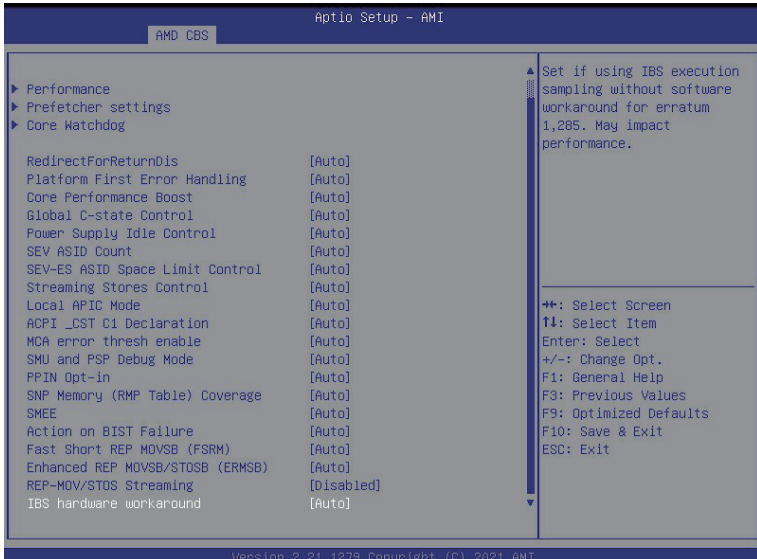 Aptio Setup – AMI
AMD CBS
Performance
Prefetcher settings
Core Watchdog
RedirectForReturnDis [Auto]
Platform First Error Handling [Auto]
Core Performance Boost [Auto]
Global C-state Control [Auto]
Power Supply Idle Control [Auto]
SEV ASID Count [Auto]
SEV-ES ASID Space Limit Control [Auto]
Streaming Stores Control [Auto]
Local APIC Mode [Auto]
ACPI _CST C1 Declaration [Auto]
MCA error thresh enable [Auto]
SMU and PSP Debug Mode [Auto]
PPIN Opt-in [Auto]
SNP Memory (RMP Table) Coverage [Auto]
SMEE [Auto]
Action on BIST Failure [Auto]
Fast Short REP MOVSB (FSRM) [Auto]
Enhanced REP MOVSB/STOSB (ERMSB) [Auto]
REP-MOV/STOS Streaming [Disabled]
IBS hardware workaround [Auto]
Set if using IBS execution
sampling without software
workaround for erratum
1,285. May impact
performance.
→←: Select Screen
↑↓: Select Item
Enter: Select
+/-: Change Opt.
F1: General Help
F3: Previous Values
F9: Optimized Defaults
F10: Save & Exit
ESC: Exit
Version 2.21.1279 Copyright (C) 2021 AMI